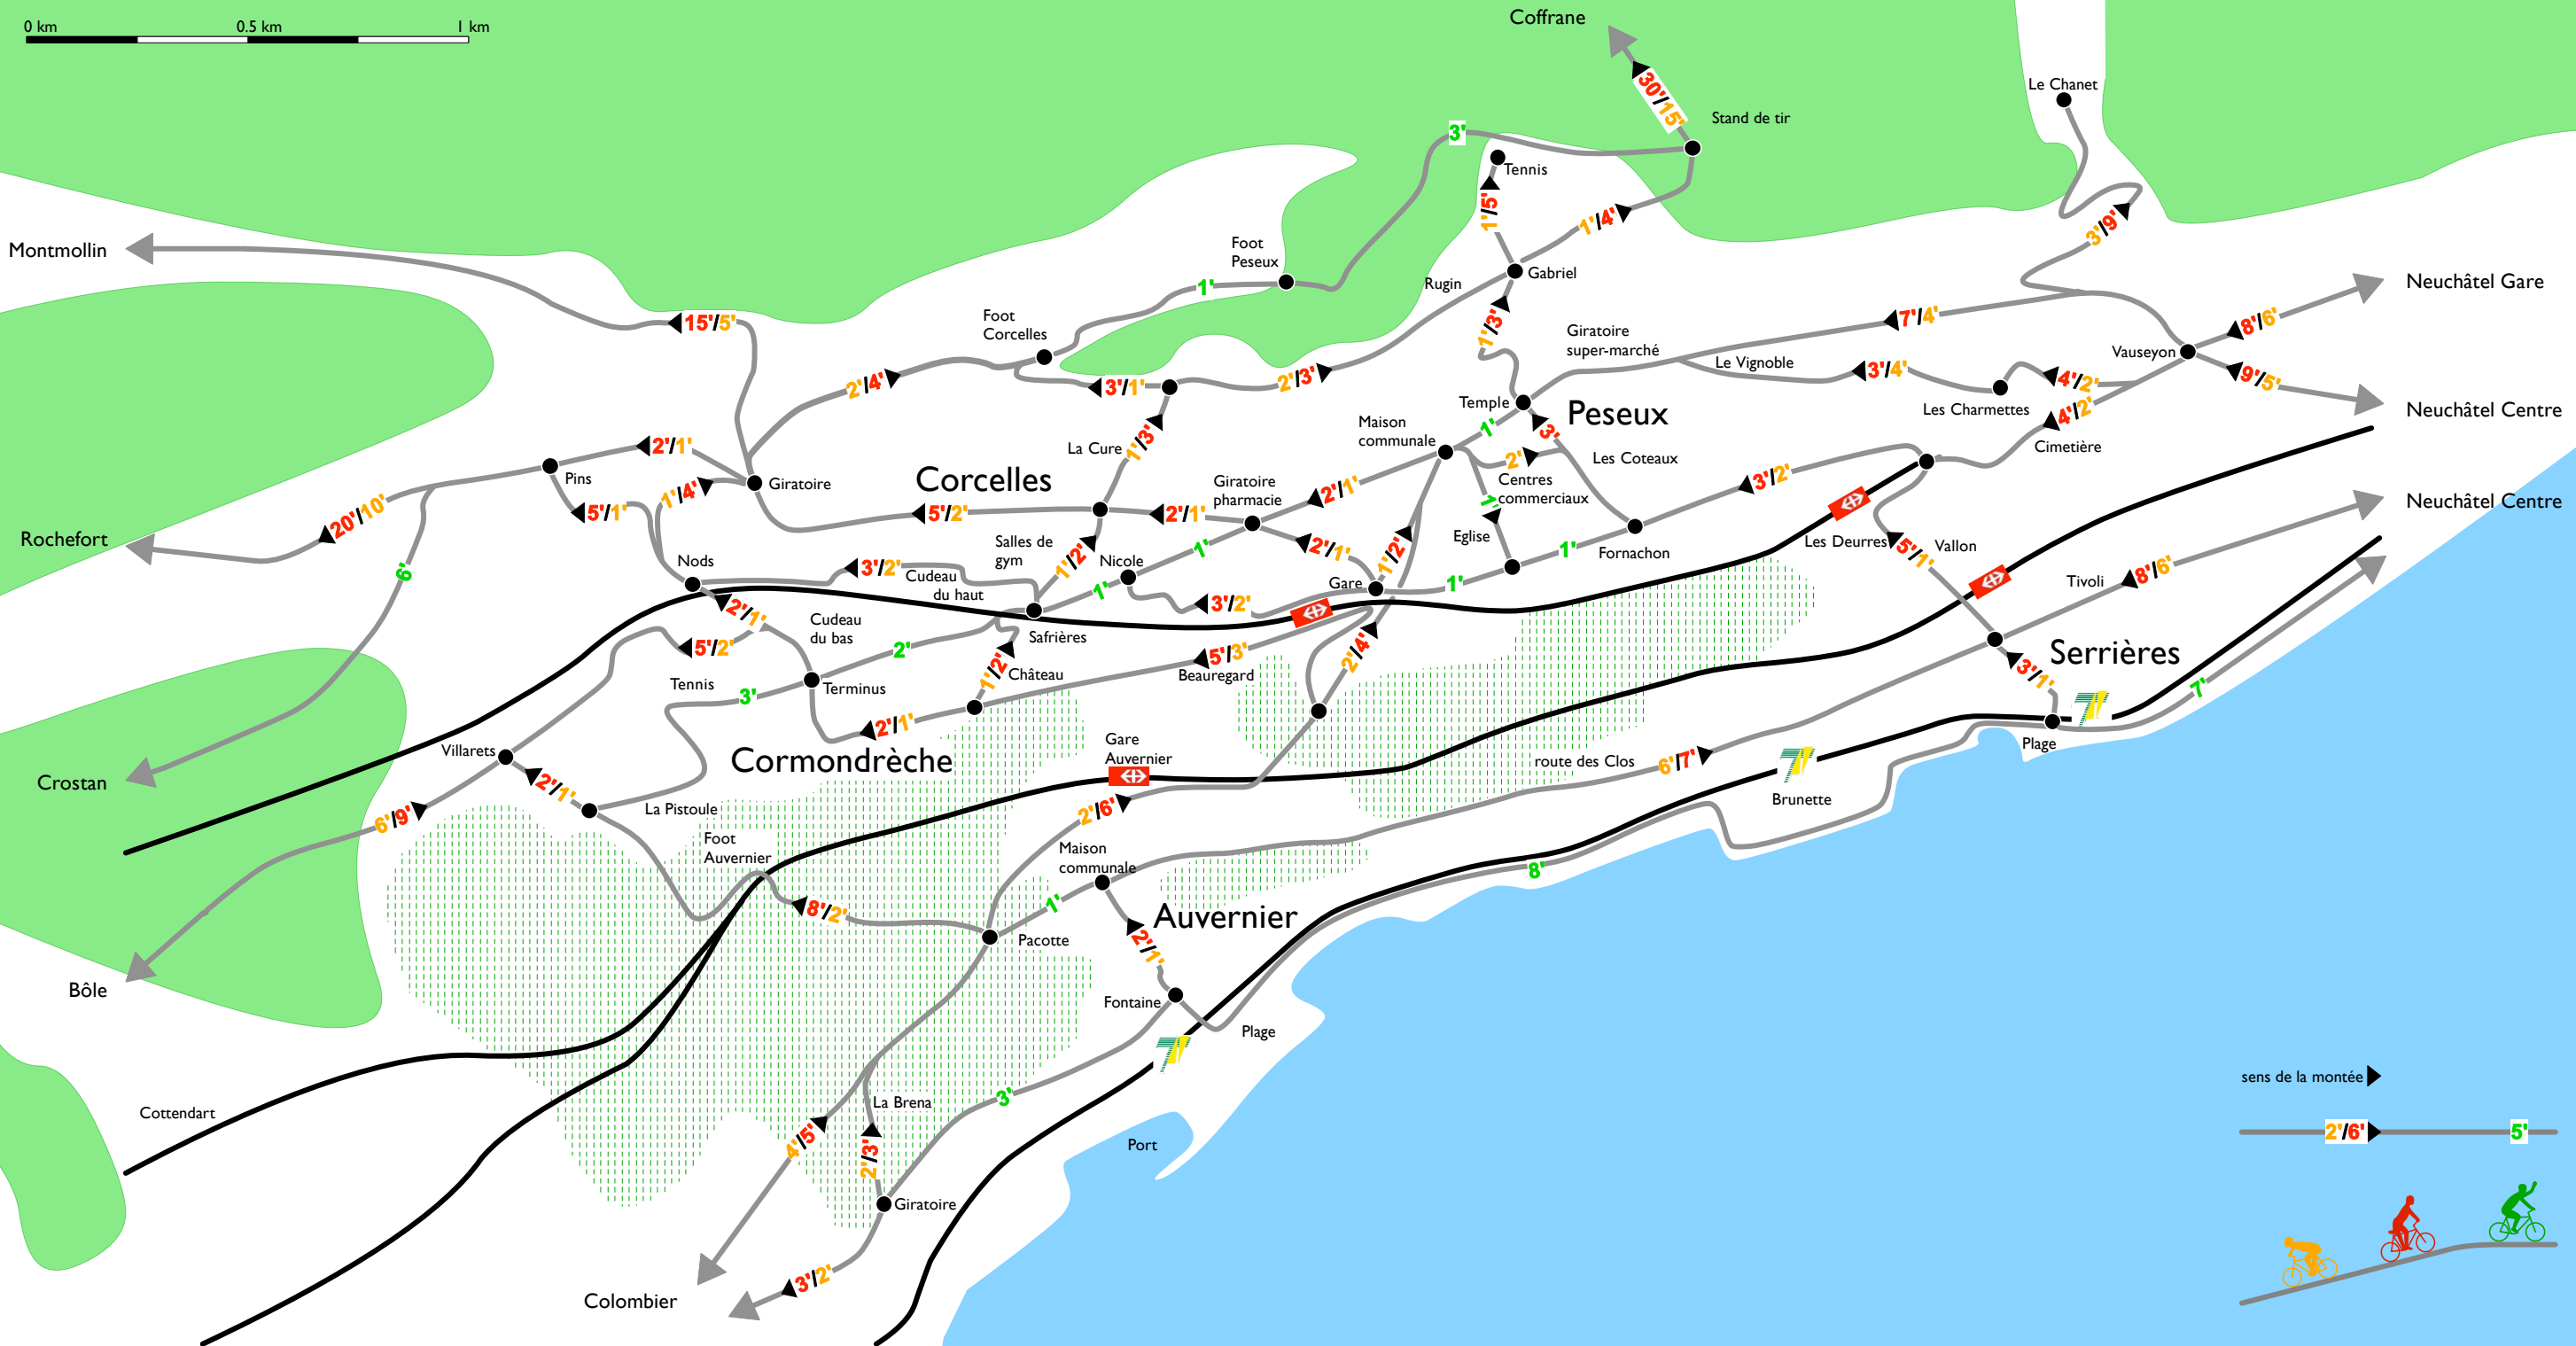 0 km 0.5 km 1 km
Coffrane
30'/15'
Stand de tir
Le Chanet
3'
Tennis
1'/5'
1'/4'
3'/9'
Montmollin
Foot
Peseux
1'
Rugin
Gabriel
Neuchâtel Gare
15'/5'
Foot
Corcelles
1'/3'
Giratoire
super-marché
7'/4'
8'/6'
Vauseyon
2'/4'
3'/1'
2'/3'
Le Vignoble
3'/4'
4'/2'
9'/5'
Les Charmettes
4'/2'
Neuchâtel Centre
Temple
Peseux
Maison
communale
1'
3'
Cimetière
2'/1'
La Cure
1'/3'
2'
Les Coteaux
Pins
Giratoire
Corcelles
Giratoire
pharmacie
2'/1'
Centres
commerciaux
3'/2'
1'/4'
5'/1'
5'/2'
2'/1'
1'
Neuchâtel Centre
20'/10'
Rochefort
Salles de
gym
1'/2'
1'
2'/1'
1'/2'
Eglise
1'
Fornachon
Les Deurres
5'/1'
Vallon
6'
Nods
3'/2'
Cudeau
du haut
Nicole
1'
Gare
1'
Tivoli
8'/6'
2'/1'
3'/2'
Cudeau
du bas
Safrières
5'/2'
2'
2'/4'
5'/3'
Beauregard
Serrières
3'/1'
Tennis
3'
Terminus
1'/2'
Château
7'
2'/1'
Villarets
Cormondrèche
Gare
Auvernier
Plage
Crostan
2'/1'
route des Clos
6'/7'
Brunette
6'/9'
La Pistoule
2'/6'
Foot
Auvernier
Maison
communale
8'
8'/2'
1'
Auvernier
Pacotte
2'/1'
Bôle
Fontaine
Plage
Cottendart
La Brena
3'
sens de la montée
4'/5'
2'/3'
Port
2'/6' 5'
Giratoire
3'/2'
Colombier